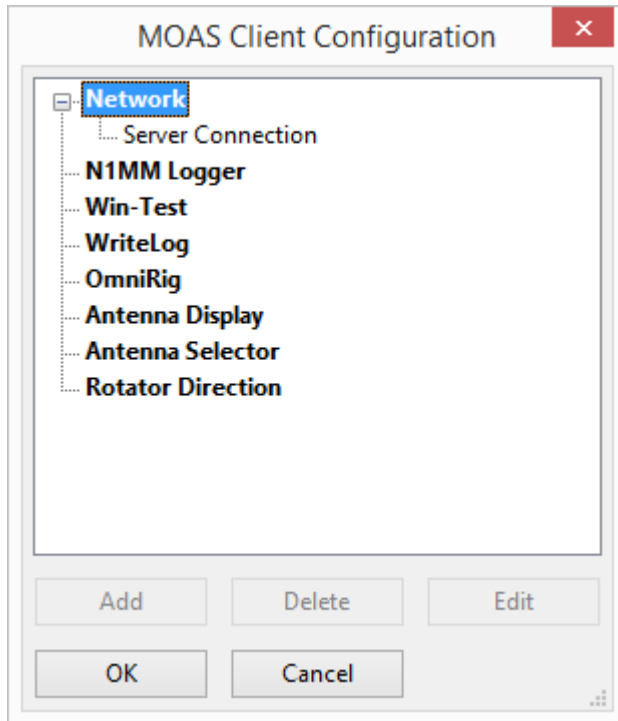 MOAS Client Configuration
Network
Server Connection
N1MM Logger
Win-Test
WriteLog
OmniRig
Antenna Display
Antenna Selector
Rotator Direction
Add Delete Edit
OK Cancel